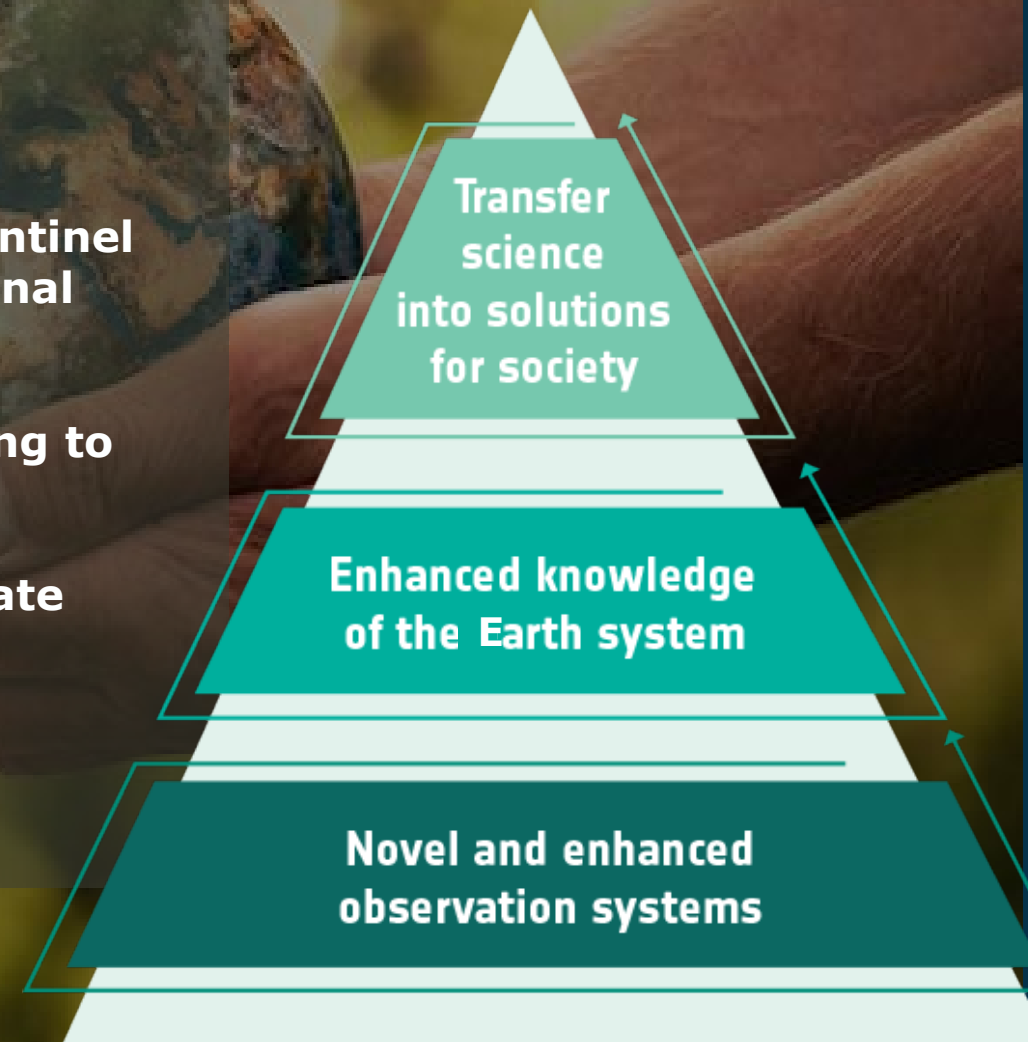 ntinel
nal
ng to
ate
Transfer
science
into solutions
for society
Enhanced knowledge
of the Earth system
Novel and enhanced
observation systems